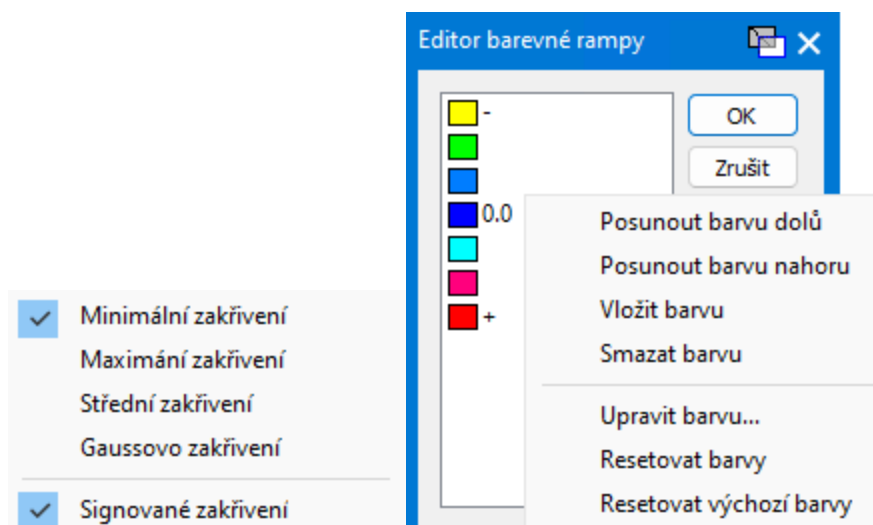 Minimální zakřivení
Maximání zakřivení
Střední zakřivení
Gaussovo zakřivení
Signované zakřivení
Editor barevné rampy
-
0.0
+
OK
Zrušit
Posunout barvu dolů
Posunout barvu nahoru
Vložit barvu
Smazat barvu
Upravit barvu...
Resetovat barvy
Resetovat výchozí barvy